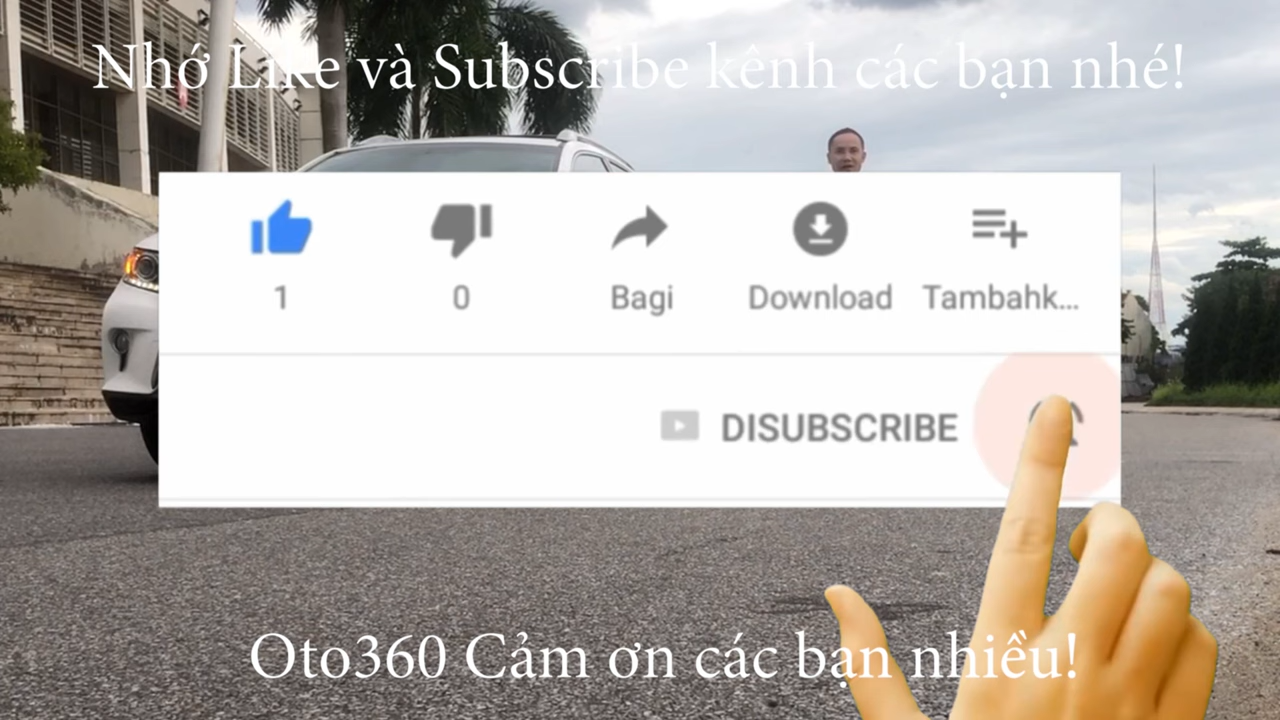 Nhớ Like và Subscribe kênh các bạn nhé!
1 0 Bagi Download Tambahk...
DISUBSCRIBE
Oto360 Cảm ơn các bạn nhiều!